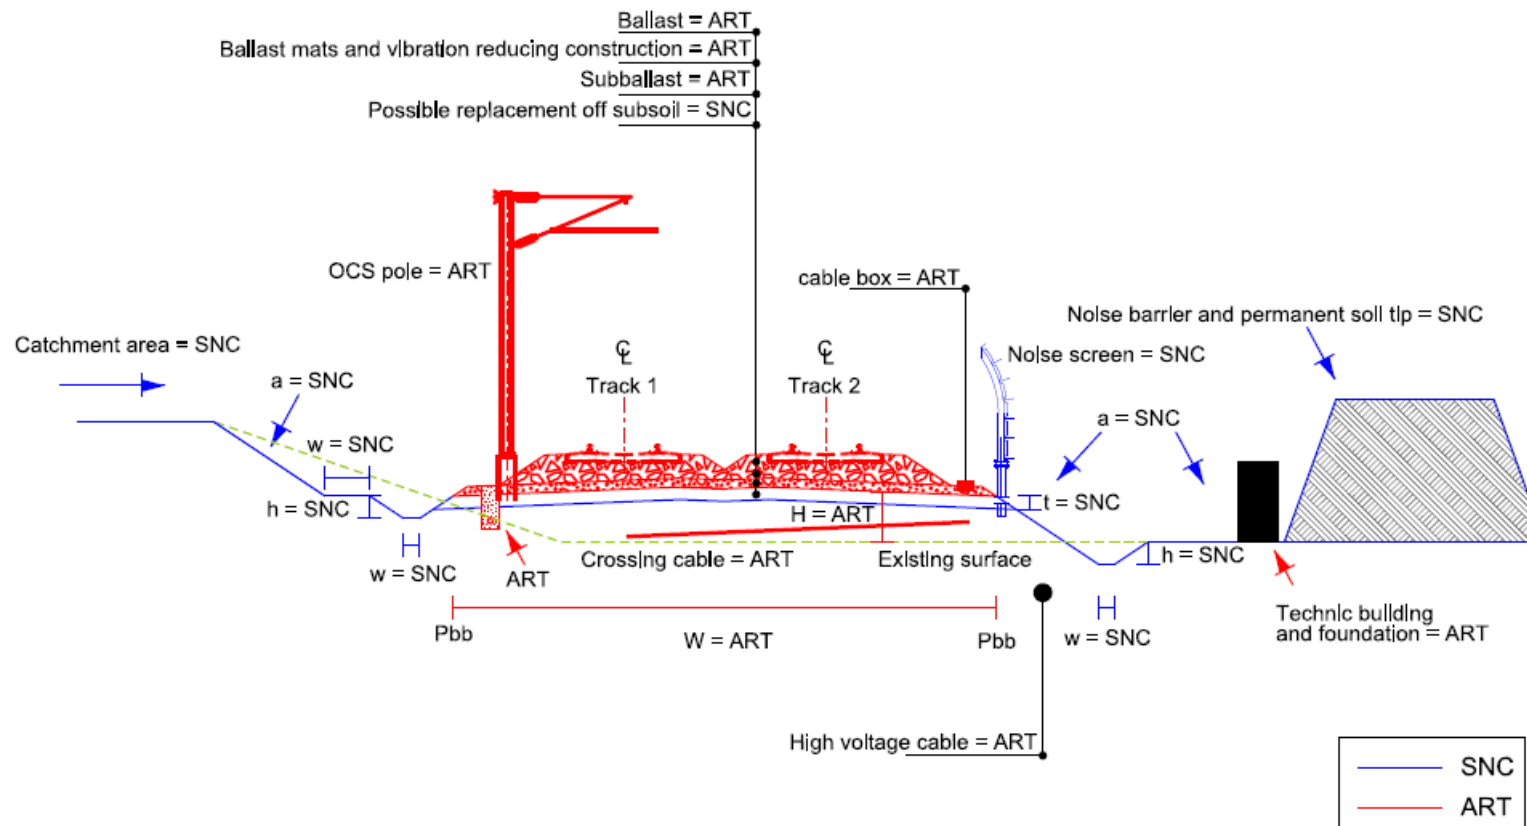 Ballast = ART
Ballast mats and vibration reducing construction = ART
Subballast = ART
Possible replacement off subsoil = SNC
OCS pole = ART
cable box = ART
Noise barrier and permanent soil tip = SNC
Catchment area = SNC
a = SNC
w = SNC
h = SNC
w = SNC
ART
℄
Track 1
℄
Track 2
Noise screen = SNC
a = SNC
t = SNC
H = ART
Crossing cable = ART
Existing surface
h = SNC
w = SNC
Pbb
W = ART
Pbb
Technic building
and foundation = ART
High voltage cable = ART
SNC
ART